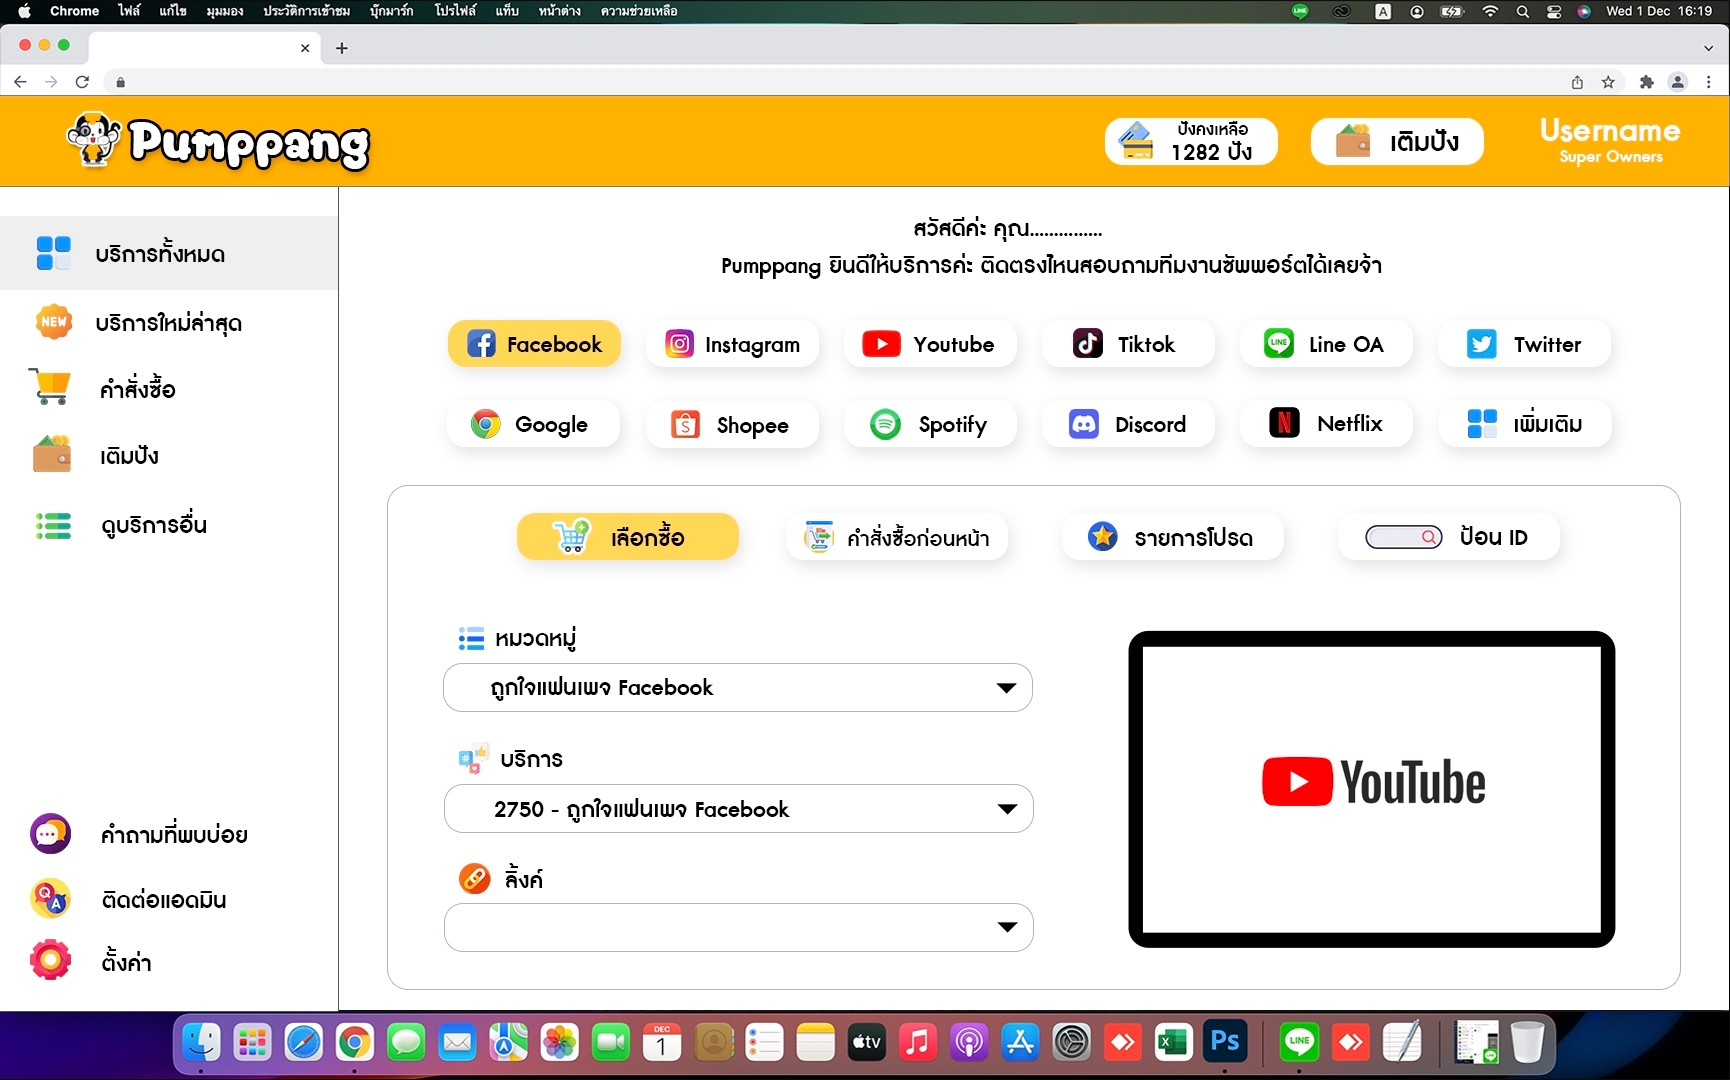 Chrome ไฟล์ แก้ไข มุมมอง ประวัติการเข้าชม บุ๊กมาร์ก โปรไฟล์ แท็บ หน้าต่าง ความช่วยเหลือ LINE A Wed 1 Dec 16:19
Pumppang
ปังคงเหลือ
1282 ปัง
เติมปัง
Username
Super Owners
บริการทั้งหมด
NEW บริการใหม่ล่าสุด
คำสั่งซื้อ
เติมปัง
ดูบริการอื่น
คำถามที่พบบ่อย
Q A ติดต่อแอดมิน
ตั้งค่า
สวัสดีค่ะ คุณ...............
Pumppang ยินดีให้บริการค่ะ ติดตรงไหนสอบถามทีมงานซัพพอร์ตได้เลยจ้า
Facebook Instagram Youtube Tiktok LINE Line OA Twitter
Google Shopee Spotify Discord Netflix เพิ่มเติม
เลือกซื้อ คำสั่งซื้อก่อนหน้า รายการโปรด ป้อน ID
หมวดหมู่
ถูกใจแฟนเพจ Facebook
บริการ
2750 - ถูกใจแฟนเพจ Facebook
ลิ้งค์
YouTube
DEC
1
tv
Ps
LINE